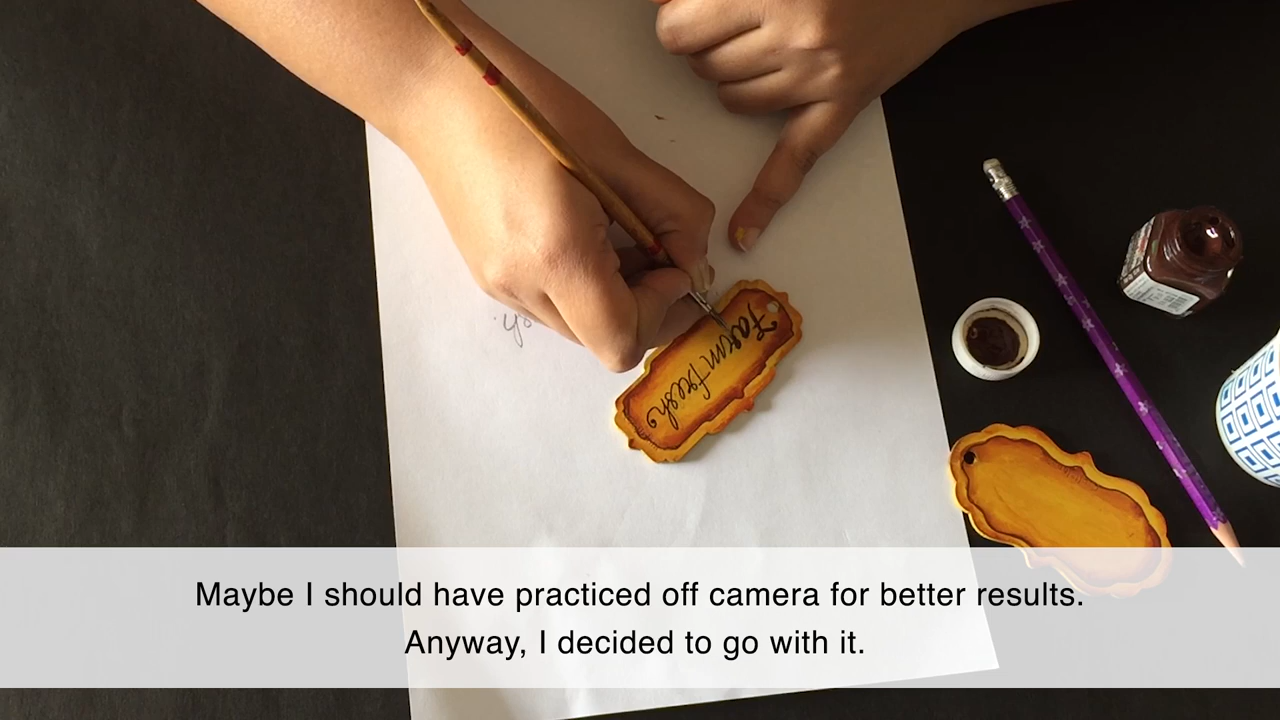 Farm fresh
Maybe I should have practiced off camera for better results.
Anyway, I decided to go with it.